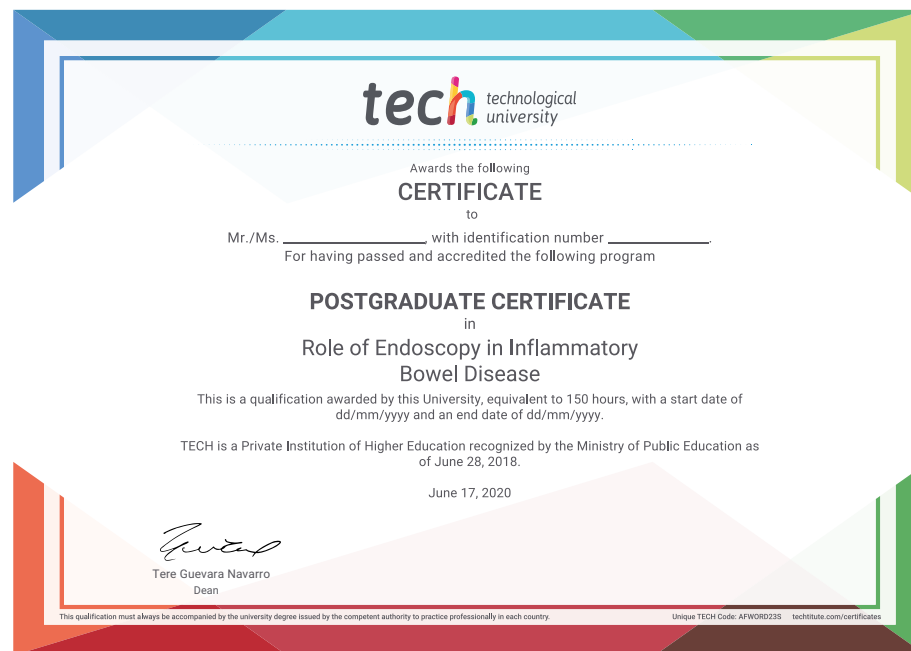 tech technological
university
Awards the following
CERTIFICATE
to
Mr./Ms. ____________________, with identification number ______________.
For having passed and accredited the following program
POSTGRADUATE CERTIFICATE
in
Role of Endoscopy in Inflammatory
Bowel Disease
This is a qualification awarded by this University, equivalent to 150 hours, with a start date of
dd/mm/yyyy and an end date of dd/mm/yyyy.
TECH is a Private Institution of Higher Education recognized by the Ministry of Public Education as
of June 28, 2018.
June 17, 2020
Tere Guevara Navarro
Dean
This qualification must always be accompanied by the university degree issued by the competent authority to practice professionally in each country.
Unique TECH Code: AFWORD23S techtitute.com/certificates